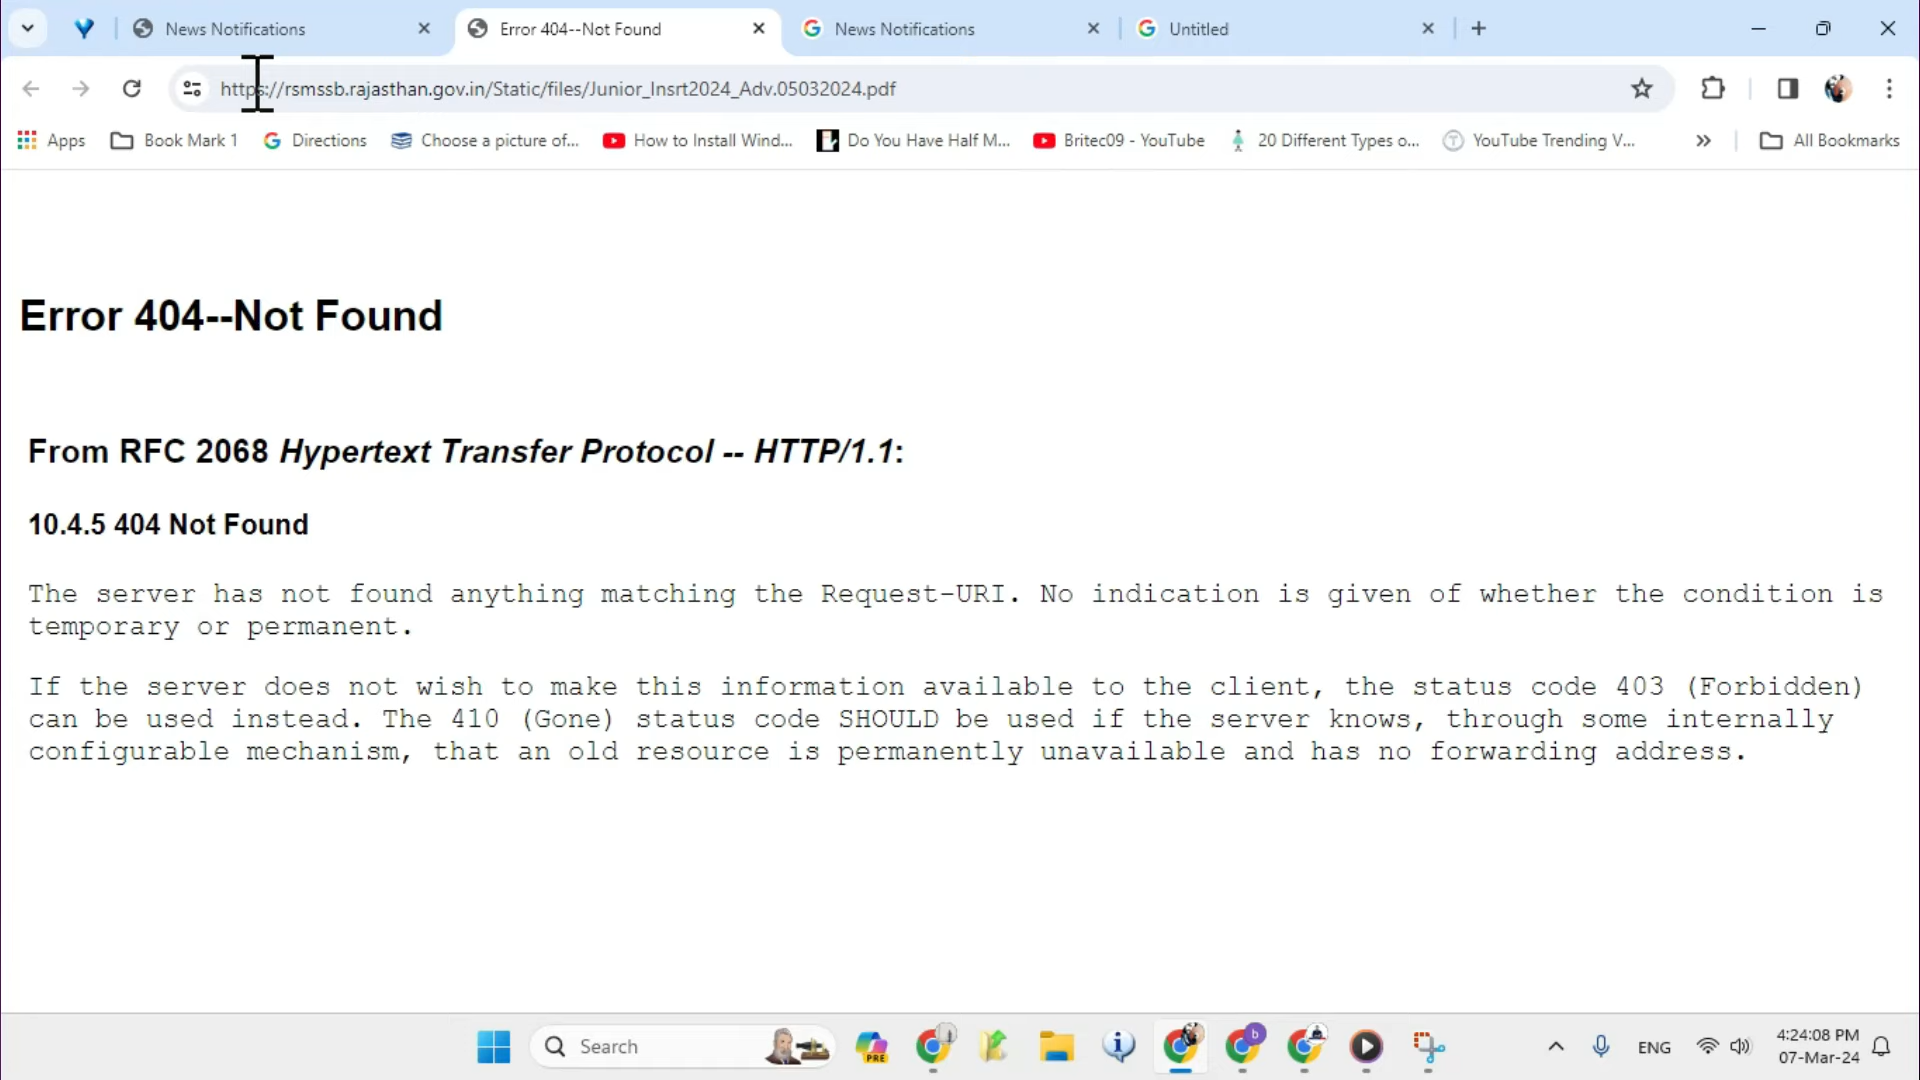 News Notifications
Error 404--Not Found
News Notifications
Untitled
https://rsmssb.rajasthan.gov.in/Static/files/Junior_Insrt2024_Adv.05032024.pdf
Apps
Book Mark 1
Directions
Choose a picture of...
How to Install Wind...
Do You Have Half M...
Britec09 - YouTube
20 Different Types o...
YouTube Trending V...
All Bookmarks
Error 404--Not Found
From RFC 2068 Hypertext Transfer Protocol -- HTTP/1.1:
10.4.5 404 Not Found
The server has not found anything matching the Request-URI. No indication is given of whether the condition is
temporary or permanent.
If the server does not wish to make this information available to the client, the status code 403 (Forbidden)
can be used instead. The 410 (Gone) status code SHOULD be used if the server knows, through some internally
configurable mechanism, that an old resource is permanently unavailable and has no forwarding address.
Search
PRE
b
ENG
4:24:08 PM
07-Mar-24